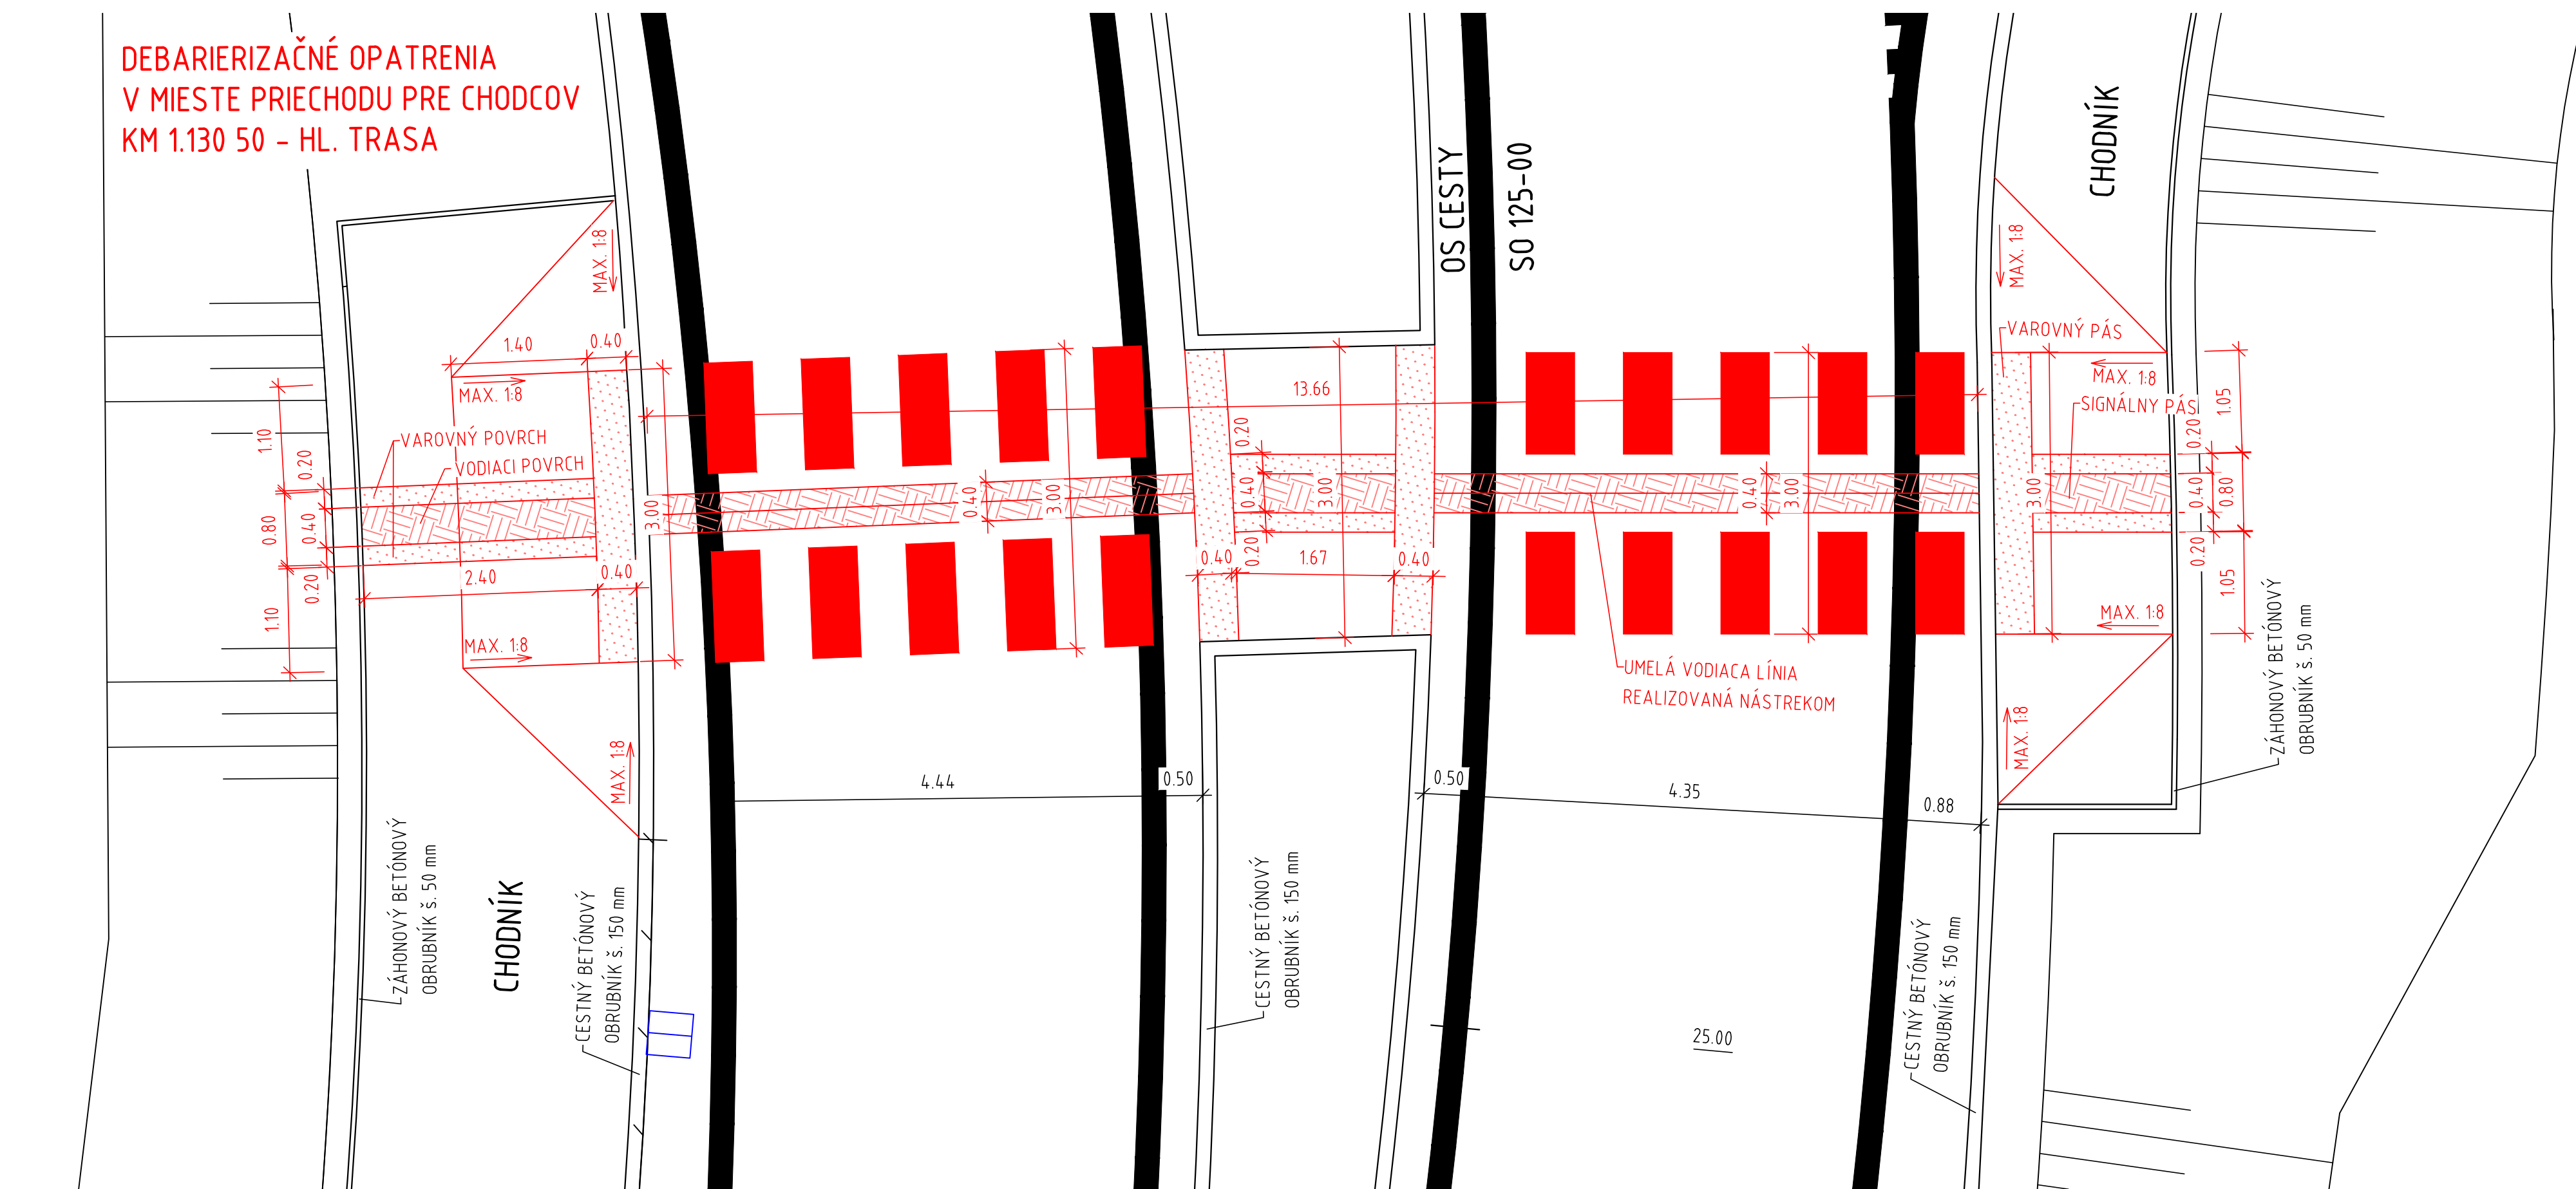 DEBARIERIZAČNÉ OPATRENIA
V MIESTE PRIECHODU PRE CHODCOV
KM 1.130 50 - HL. TRASA
MAX. 1:8
1.40
0.40
MAX. 1:8
VAROVNÝ POVRCH
VODIACI POVRCH
1.10
0.20
0.80
0.40
0.20
1.10
2.40
0.40
MAX. 1:8
MAX. 1:8
3.00
0.40
3.00
13.66
0.20
0.40
3.00
0.20
0.40
1.67
0.40
OS CESTY
SO 125-00
0.40
3.00
UMELÁ VODIACA LÍNIA
REALIZOVANÁ NÁSTREKOM
CHODNÍK
MAX. 1:8
VAROVNÝ PÁS
MAX. 1:8
SIGNÁLNY PÁS
3.00
1.05
0.20
0.40
0.80
0.20
1.05
MAX. 1:8
MAX. 1:8
ZÁHONOVÝ BETÓNOVÝ
OBRUBNÍK š. 50 mm
4.44
0.50
0.50
4.35
0.88
ZÁHONOVÝ BETÓNOVÝ
OBRUBNÍK š. 50 mm
CHODNÍK
CESTNÝ BETÓNOVÝ
OBRUBNÍK š. 150 mm
CESTNÝ BETÓNOVÝ
OBRUBNÍK š. 150 mm
25.00
CESTNÝ BETÓNOVÝ
OBRUBNÍK š. 150 mm